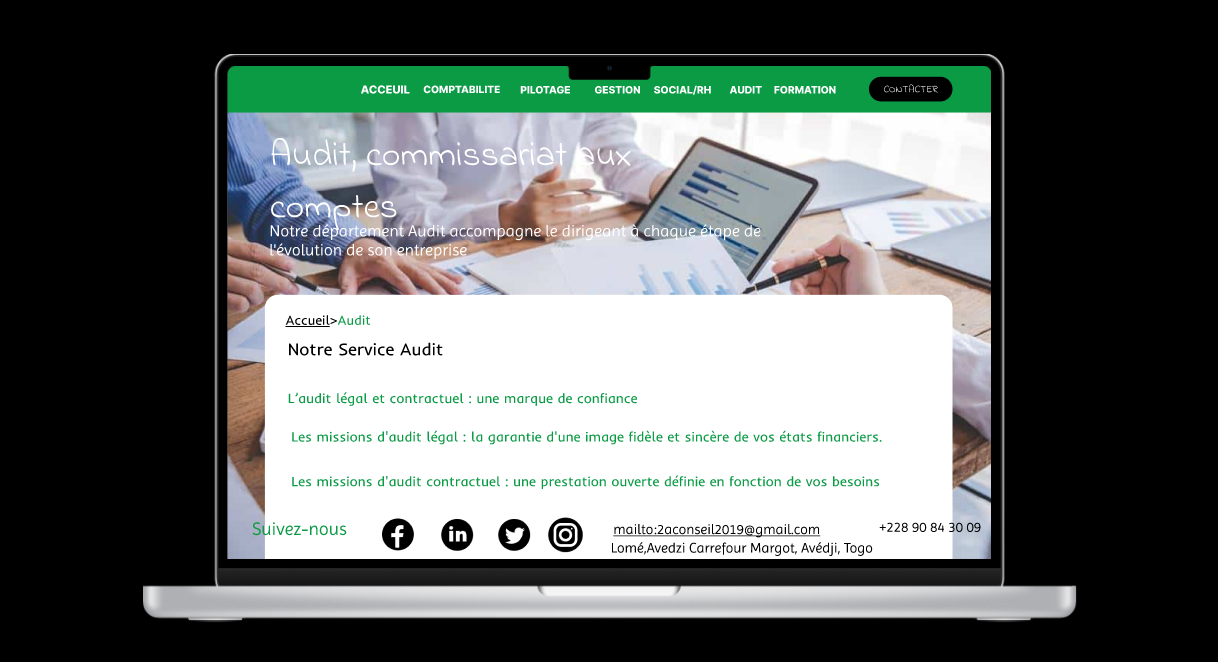 ACCEUIL COMPTABILITE PILOTAGE GESTION SOCIAL/RH AUDIT FORMATION CONTACTER
Audit, commissariat aux
comptes
Notre département Audit accompagne le dirigeant à chaque étape de
l'évolution de son entreprise
Accueil>Audit
Notre Service Audit
L’audit légal et contractuel : une marque de confiance
Les missions d'audit légal : la garantie d'une image fidèle et sincère de vos états financiers.
Les missions d'audit contractuel : une prestation ouverte définie en fonction de vos besoins
Suivez-nous
mailto:2aconseil2019@gmail.com +228 90 84 30 09
Lomé,Avedzi Carrefour Margot, Avédji, Togo